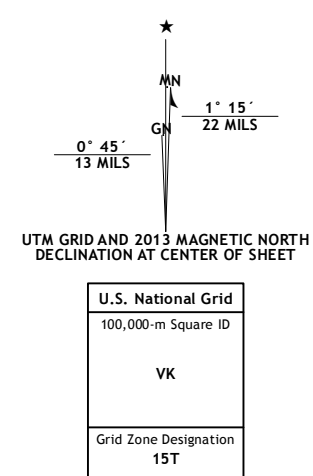 MN
GN
1° 15´
22 MILS
0° 45´
13 MILS
UTM GRID AND 2013 MAGNETIC NORTH
DECLINATION AT CENTER OF SHEET
U.S. National Grid
100,000-m Square ID
VK
Grid Zone Designation
15T